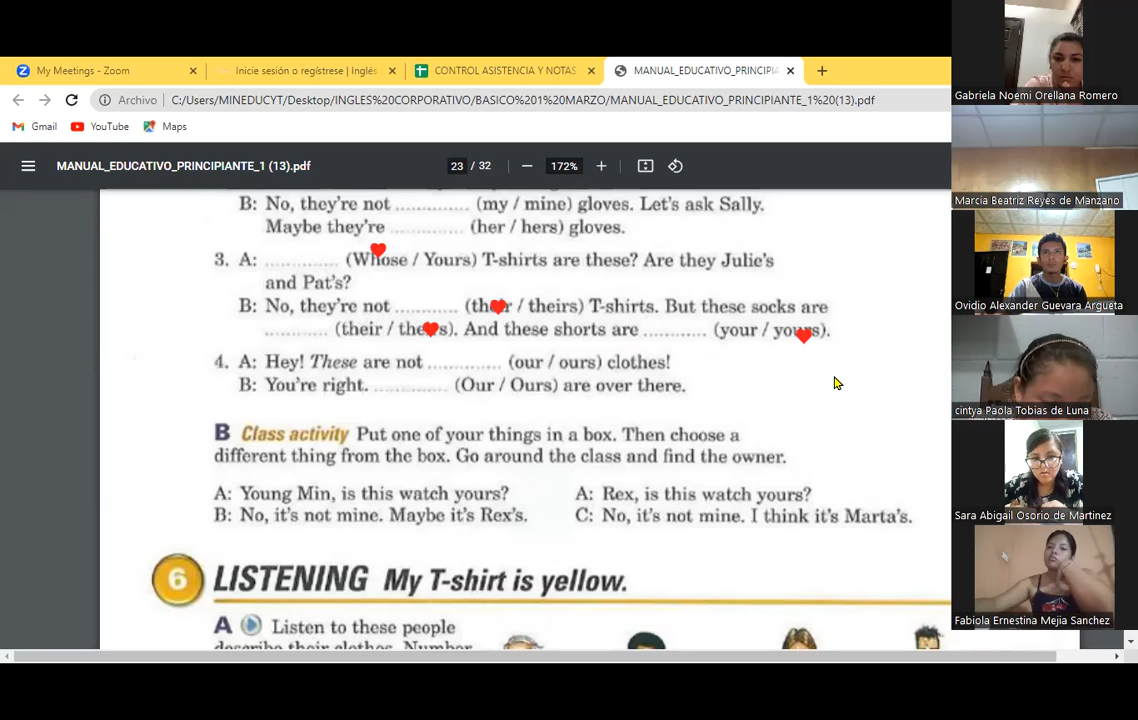 My Meetings - Zoom
Inicie sesión o regístrese | Inglés
CONTROL ASISTENCIA Y NOTAS
MANUAL_EDUCATIVO_PRINCIPIA
Archivo C:/Users/MINEDUCYT/Desktop/INGLES%20CORPORATIVO/BASICO%201%20MARZO/MANUAL_EDUCATIVO_PRINCIPIANTE_1%20(13).pdf
Gmail YouTube Maps
MANUAL_EDUCATIVO_PRINCIPIANTE_1 (13).pdf
23 / 32
172%
B: No, they're not .............. (my / mine) gloves. Let's ask Sally.
Maybe they're .............. (her / hers) gloves.
3. A: .............. (Whose / Yours) T-shirts are these? Are they Julie's
and Pat's?
B: No, they're not .............. (their / theirs) T-shirts. But these socks are
.............. (their / theirs). And these shorts are .............. (your / yours).
4. A: Hey! These are not .............. (our / ours) clothes!
B: You're right. .............. (Our / Ours) are over there.
B Class activity Put one of your things in a box. Then choose a
different thing from the box. Go around the class and find the owner.
A: Young Min, is this watch yours?
B: No, it's not mine. Maybe it's Rex's.
A: Rex, is this watch yours?
C: No, it's not mine. I think it's Marta's.
6 LISTENING My T-shirt is yellow.
A Listen to these people
describe their clothes. Number
Gabriela Noemi Orellana Romero
Marcia Beatriz Reyes de Manzano
Ovidio Alexander Guevara Argueta
cintya Paola Tobias de Luna
Sara Abigail Osorio de Martinez
Fabiola Ernestina Mejia Sanchez